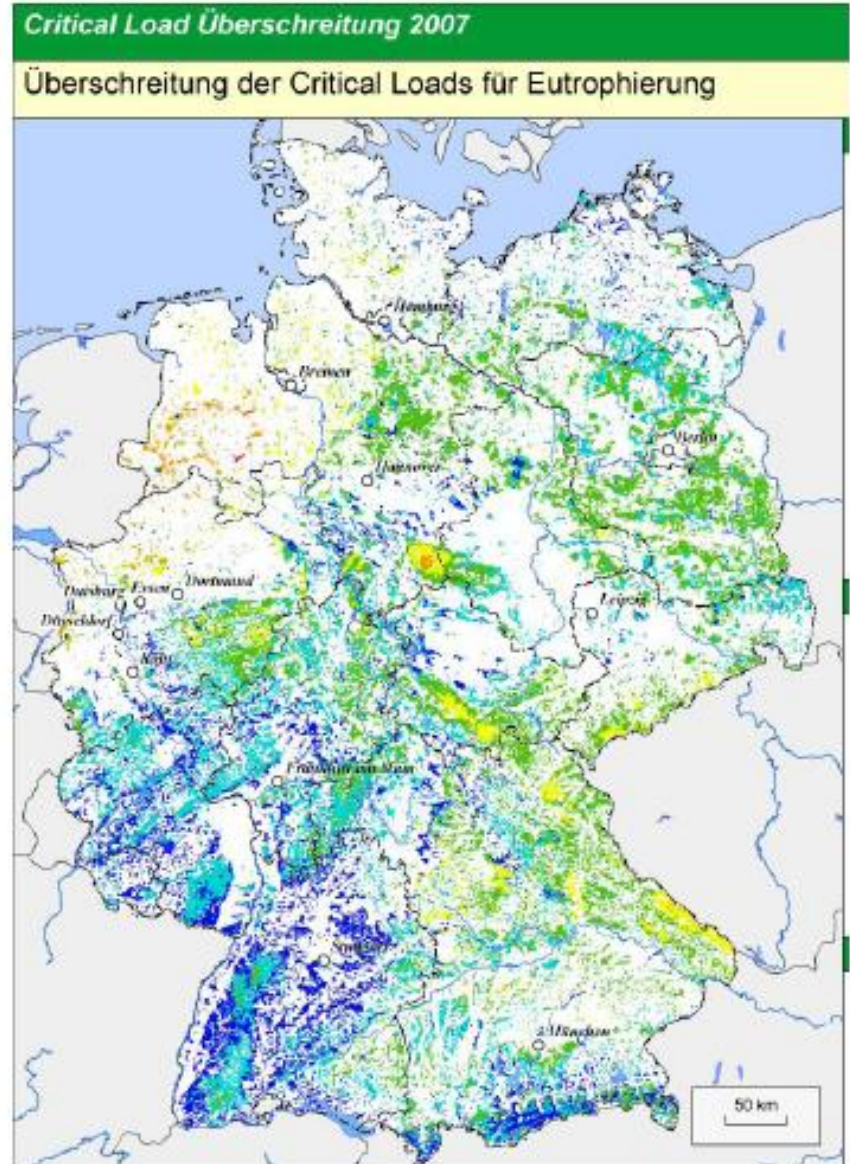 Critical Load Überschreitung 2007
Überschreitung der Critical Loads für Eutrophierung
Hamburg
Bremen
Berlin
Hannover
Duisburg
Essen
Dortmund
Düsseldorf
Leipzig
Köln
Frankfurt am Main
Stuttgart
München
50 km